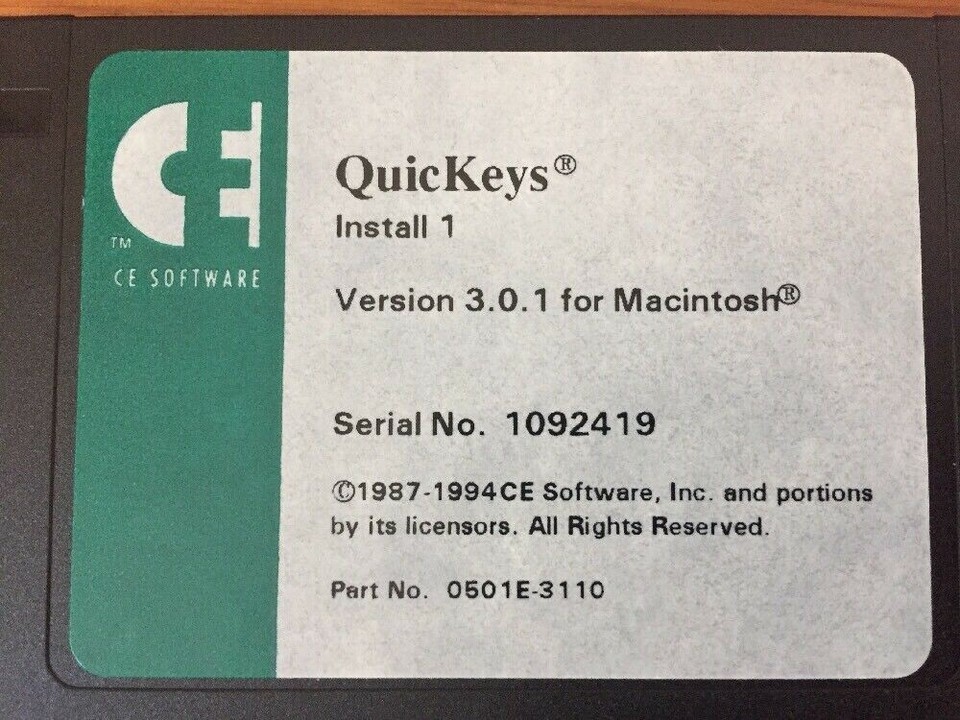 CE
TM
CE SOFTWARE
QuicKeys®
Install 1
Version 3.0.1 for Macintosh®
Serial No. 1092419
©1987-1994CE Software, Inc. and portions
by its licensors. All Rights Reserved.
Part No. 0501E-3110